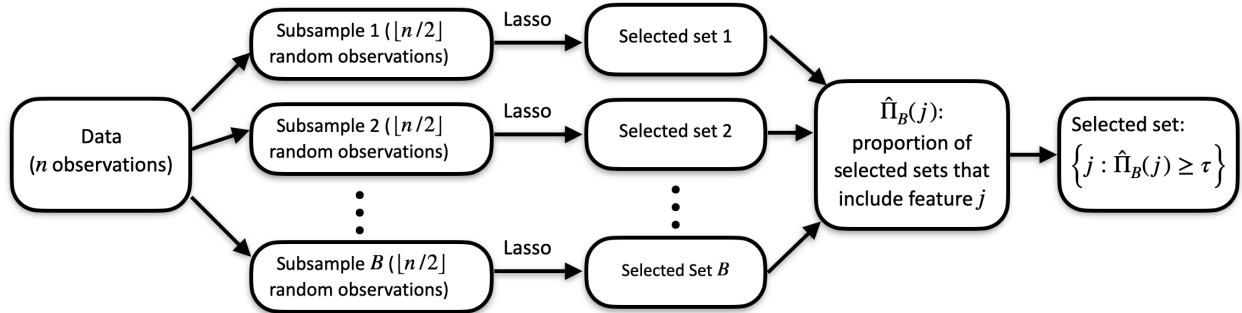 Data
(n observations)
Subsample 1 (⌊n/2⌋
random observations)
Lasso
Selected set 1
Subsample 2 (⌊n/2⌋
random observations)
Lasso
Selected set 2
Subsample B (⌊n/2⌋
random observations)
Lasso
Selected Set B
Π̂_B(j):
proportion of
selected sets that
include feature j
Selected set:
{j : Π̂_B(j) ≥ τ}